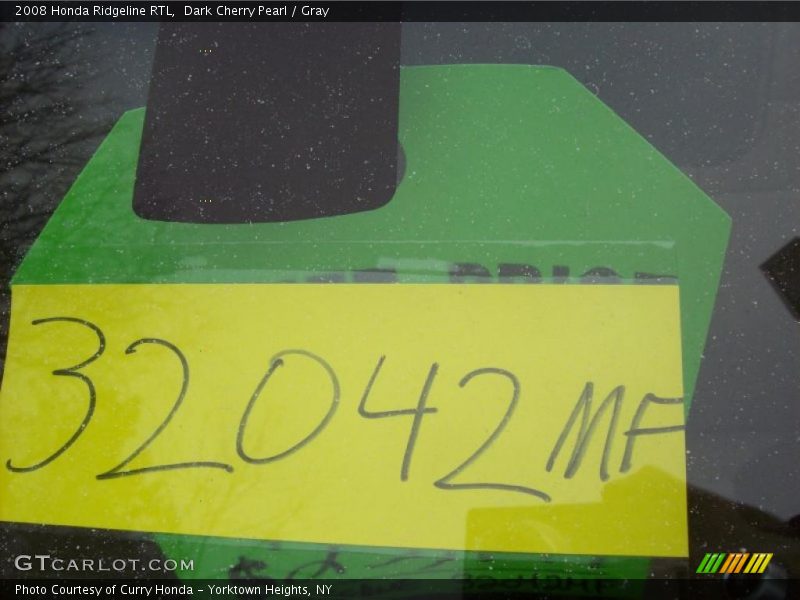 2008 Honda Ridgeline RTL,  Dark Cherry Pearl / Gray
32042MF
GTCARLOT.COM
Photo Courtesy of Curry Honda - Yorktown Heights, NY